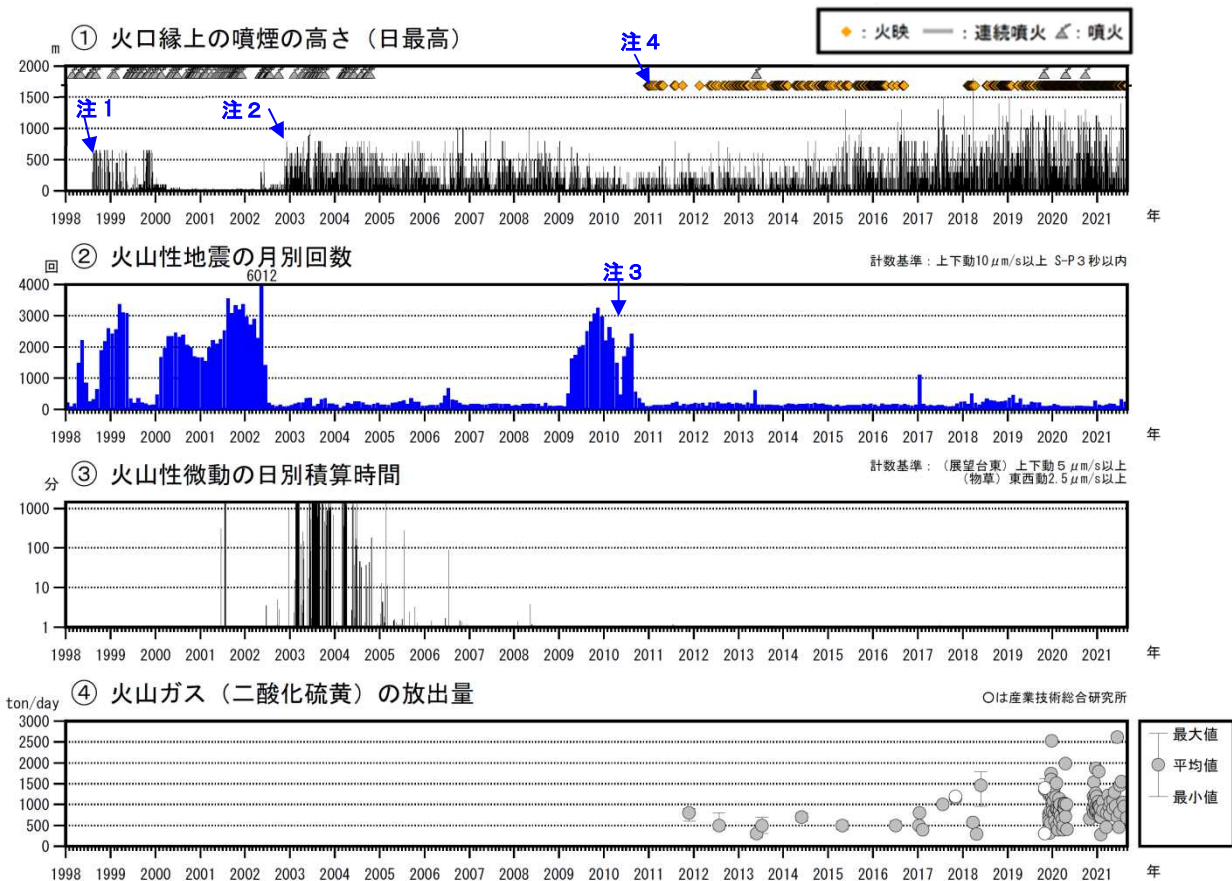 ① 火口縁上の噴煙の高さ（日最高）
◆：火映 ―：連続噴火 ：噴火
m
2000
1500
1000
500
0
注１
注２
注４
1998 1999 2000 2001 2002 2003 2004 2005 2006 2007 2008 2009 2010 2011 2012 2013 2014 2015 2016 2017 2018 2019 2020 2021 年
② 火山性地震の月別回数
計数基準：上下動10μm/s以上 S-P３秒以内
回
6012
注３
4000
3000
2000
1000
0
1998 1999 2000 2001 2002 2003 2004 2005 2006 2007 2008 2009 2010 2011 2012 2013 2014 2015 2016 2017 2018 2019 2020 2021 年
③ 火山性微動の日別積算時間
計数基準：（展望台東）上下動５μm/s以上
（物草）東西動2.5μm/s以上
分
1000
100
10
1
1998 1999 2000 2001 2002 2003 2004 2005 2006 2007 2008 2009 2010 2011 2012 2013 2014 2015 2016 2017 2018 2019 2020 2021 年
④ 火山ガス（二酸化硫黄）の放出量
○は産業技術総合研究所
ton/day
3000
2500
2000
1500
1000
500
0
最大値
平均値
最小値
1998 1999 2000 2001 2002 2003 2004 2005 2006 2007 2008 2009 2010 2011 2012 2013 2014 2015 2016 2017 2018 2019 2020 2021 年